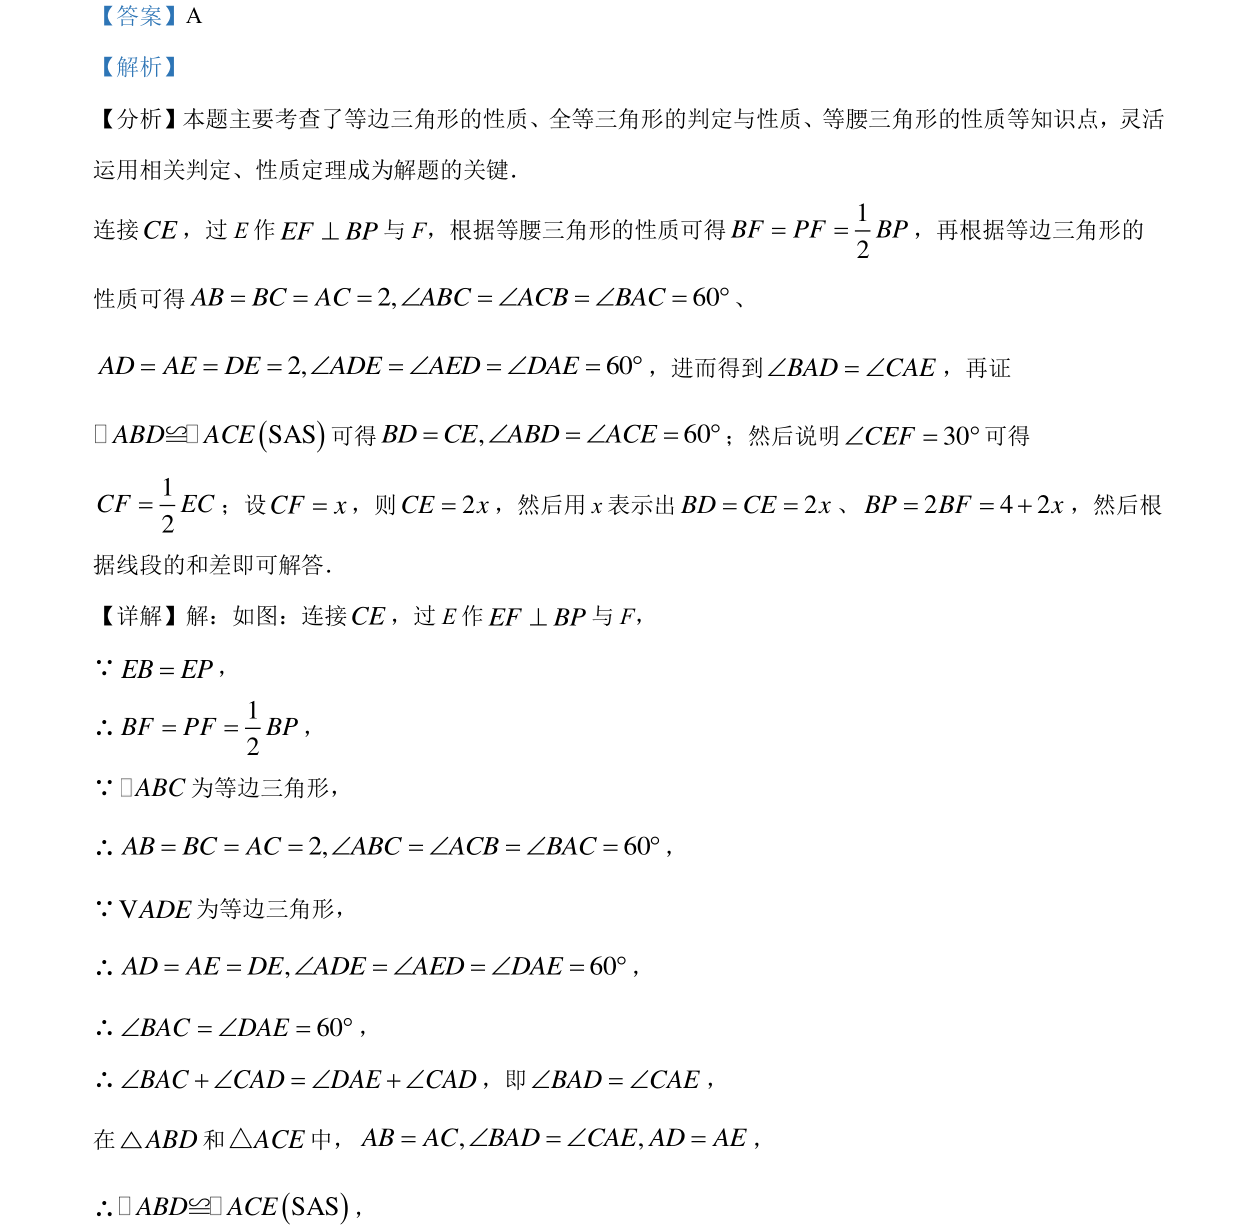 【答案】A
【解析】
【分析】本题主要考查了等边三角形的性质、全等三角形的判定与性质、等腰三角形的性质等知识点，灵活
运用相关判定、性质定理成为解题的关键．
连接CE，过E作EF⊥BP与F，根据等腰三角形的性质可得BF=PF=1/2BP，再根据等边三角形的
性质可得AB=BC=AC=2,∠ABC=∠ACB=∠BAC=60°、
AD=AE=DE=2,∠ADE=∠AED=∠DAE=60°，进而得到∠BAD=∠CAE，再证
□ABD≌□ACE(SAS)可得BD=CE,∠ABD=∠ACE=60°；然后说明∠CEF=30°可得
CF=1/2EC；设CF=x，则CE=2x，然后用x表示出BD=CE=2x、BP=2BF=4+2x，然后根
据线段的和差即可解答．
【详解】解：如图：连接CE，过E作EF⊥BP与F，
∵EB=EP，
∴BF=PF=1/2BP，
∵□ABC为等边三角形，
∴AB=BC=AC=2,∠ABC=∠ACB=∠BAC=60°，
∵VADE为等边三角形，
∴AD=AE=DE,∠ADE=∠AED=∠DAE=60°，
∴∠BAC=∠DAE=60°，
∴∠BAC+∠CAD=∠DAE+∠CAD，即∠BAD=∠CAE，
在△ABD和△ACE中，AB=AC,∠BAD=∠CAE,AD=AE，
∴□ABD≌□ACE(SAS)，